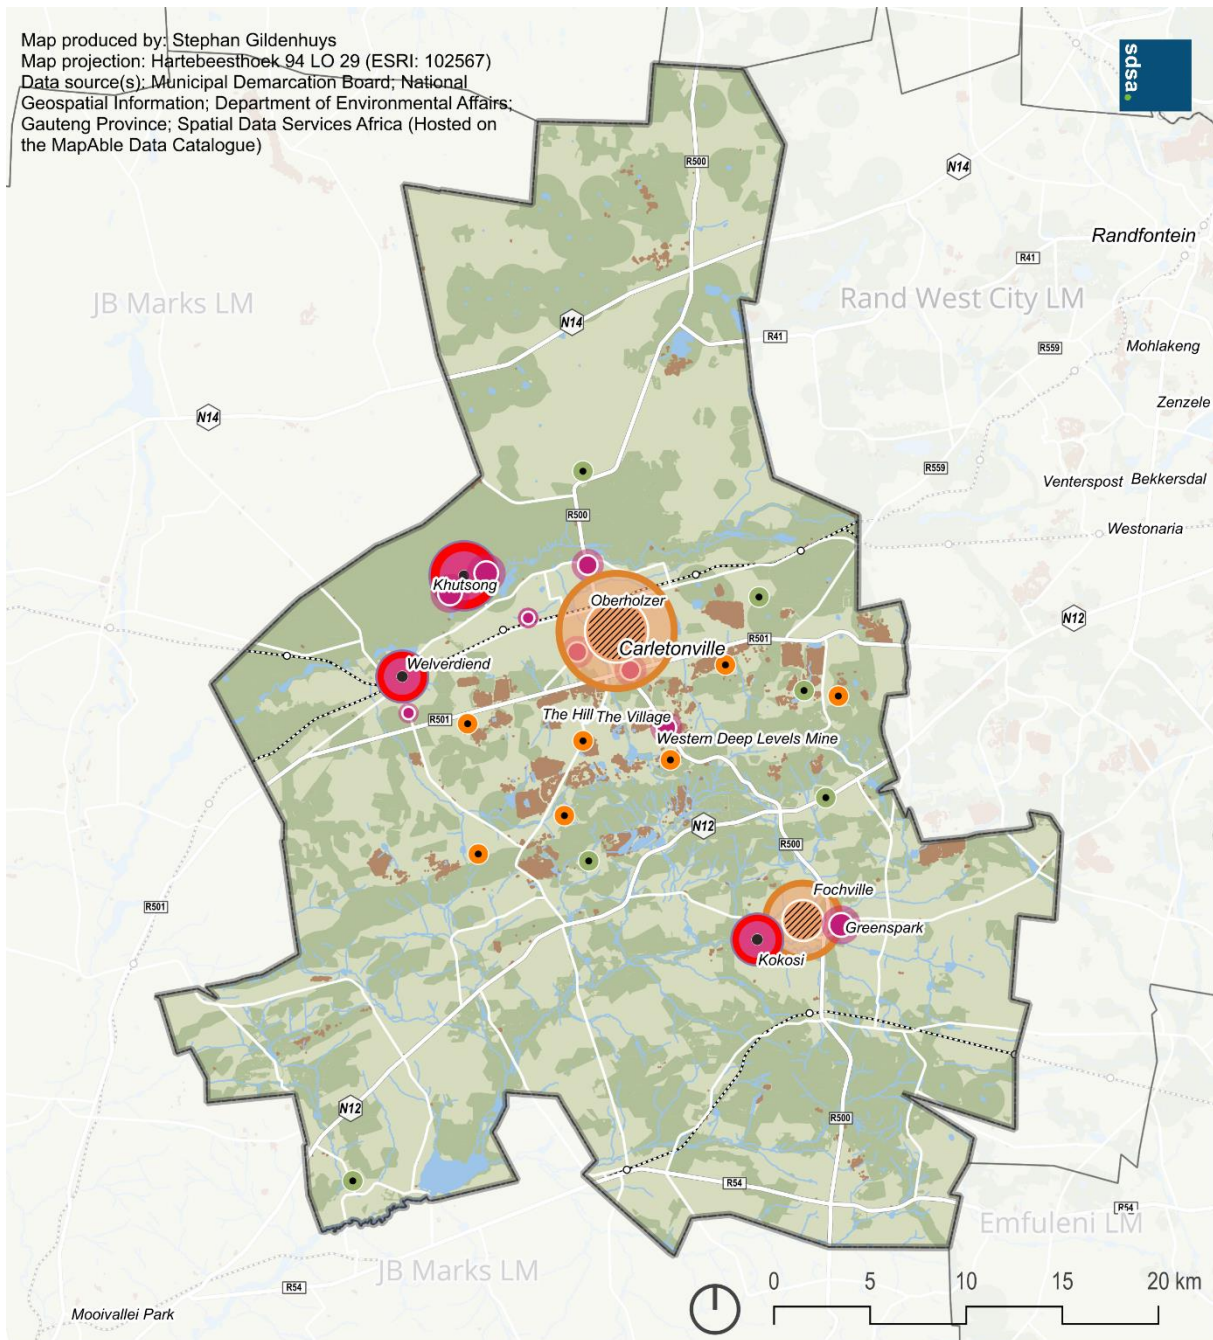 Map produced by: Stephan Gildenhuys
Map projection: Hartebeesthoek 94 LO 29 (ESRI: 102567)
Data source(s): Municipal Demarcation Board; National
Geospatial Information; Department of Environmental Affairs;
Gauteng Province; Spatial Data Services Africa (Hosted on
the MapAble Data Catalogue)
sdsa.
R500
N14
Randfontein
R41
JB Marks LM
Rand West City LM
N14
R41
Mohlakeng
R559
Zenzele
N14
R559
Venterspost
Bekkersdal
R500
Westonaria
Khutsong
Oberholzer
N12
Carletonville
R501
Welverdiend
The Hill
The Village
R501
Western Deep Levels Mine
N12
R500
Fochville
R501
Greenspark
Kokosi
N12
R500
R54
R54
Emfuleni LM
JB Marks LM
R54
Mooivallei Park
0 5 10 15 20 km